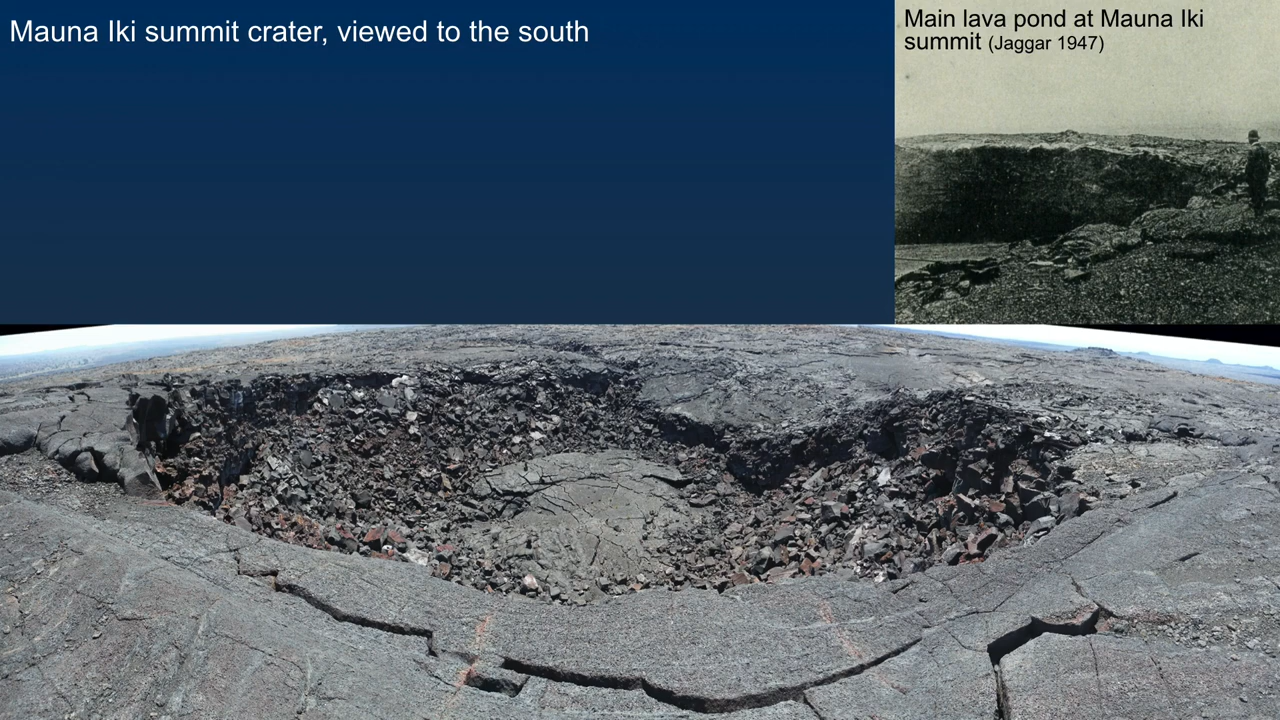 Mauna Iki summit crater, viewed to the south
Main lava pond at Mauna Iki
summit (Jaggar 1947)